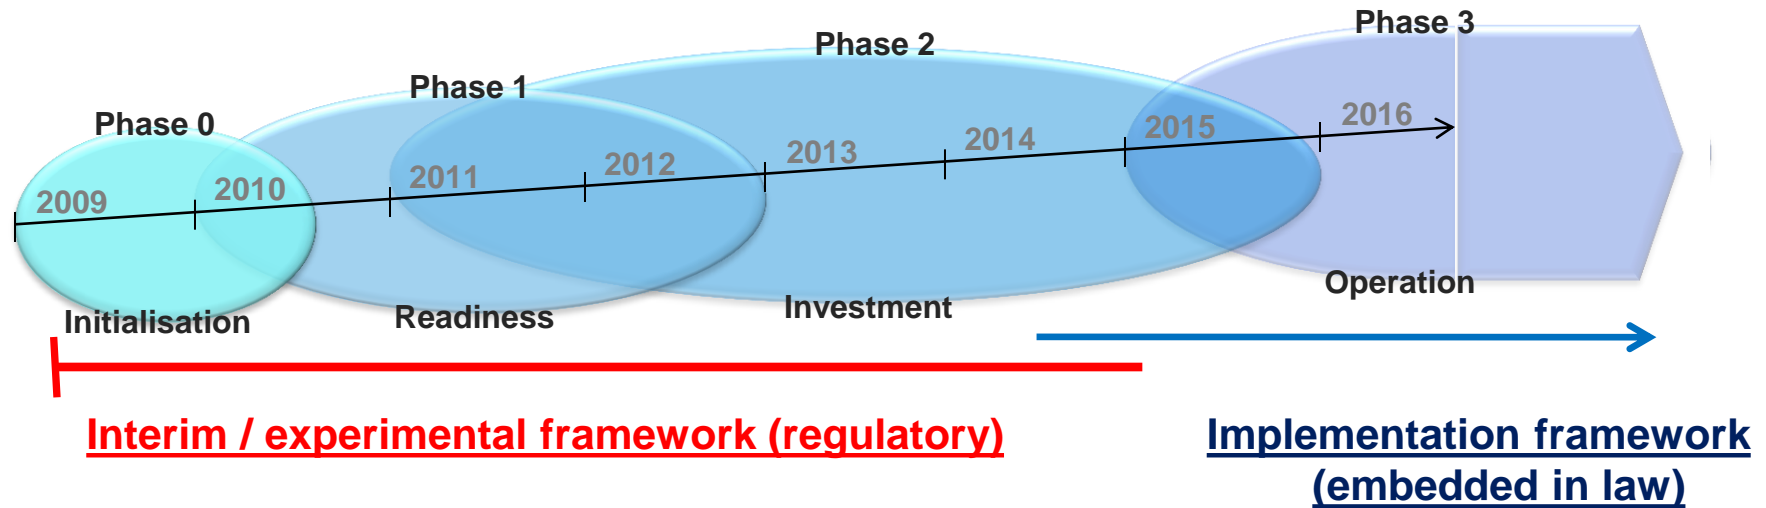 Phase 0
Phase 1
Phase 2
Phase 3
2009
2010
2011
2012
2013
2014
2015
2016
Initialisation
Readiness
Investment
Operation
Interim / experimental framework (regulatory)
Implementation framework
(embedded in law)